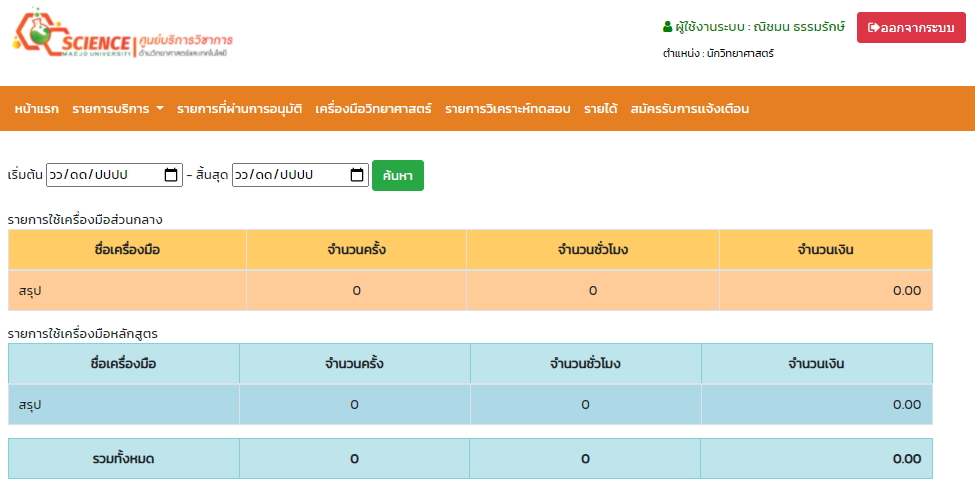 SCIENCE ศูนย์บริการวิชาการ
MAEJO UNIVERSITY ด้านวิทยาศาสตร์และเทคโนโลยี
ผู้ใช้งานระบบ : ณิชมน ธรรมรักษ์ ออกจากระบบ
ตำแหน่ง : นักวิทยาศาสตร์
หน้าแรก รายการบริการ รายการที่ผ่านการอนุมัติ เครื่องมือวิทยาศาสตร์ รายการวิเคราะห์ทดสอบ รายได้ สมัครรับการแจ้งเตือน
เริ่มต้น วว/ดด/ปปปป - สิ้นสุด วว/ดด/ปปปป ค้นหา
รายการใช้เครื่องมือส่วนกลาง
ชื่อเครื่องมือ จำนวนครั้ง จำนวนชั่วโมง จำนวนเงิน
สรุป 0 0 0.00
รายการใช้เครื่องมือหลักสูตร
ชื่อเครื่องมือ จำนวนครั้ง จำนวนชั่วโมง จำนวนเงิน
สรุป 0 0 0.00
รวมทั้งหมด 0 0 0.00